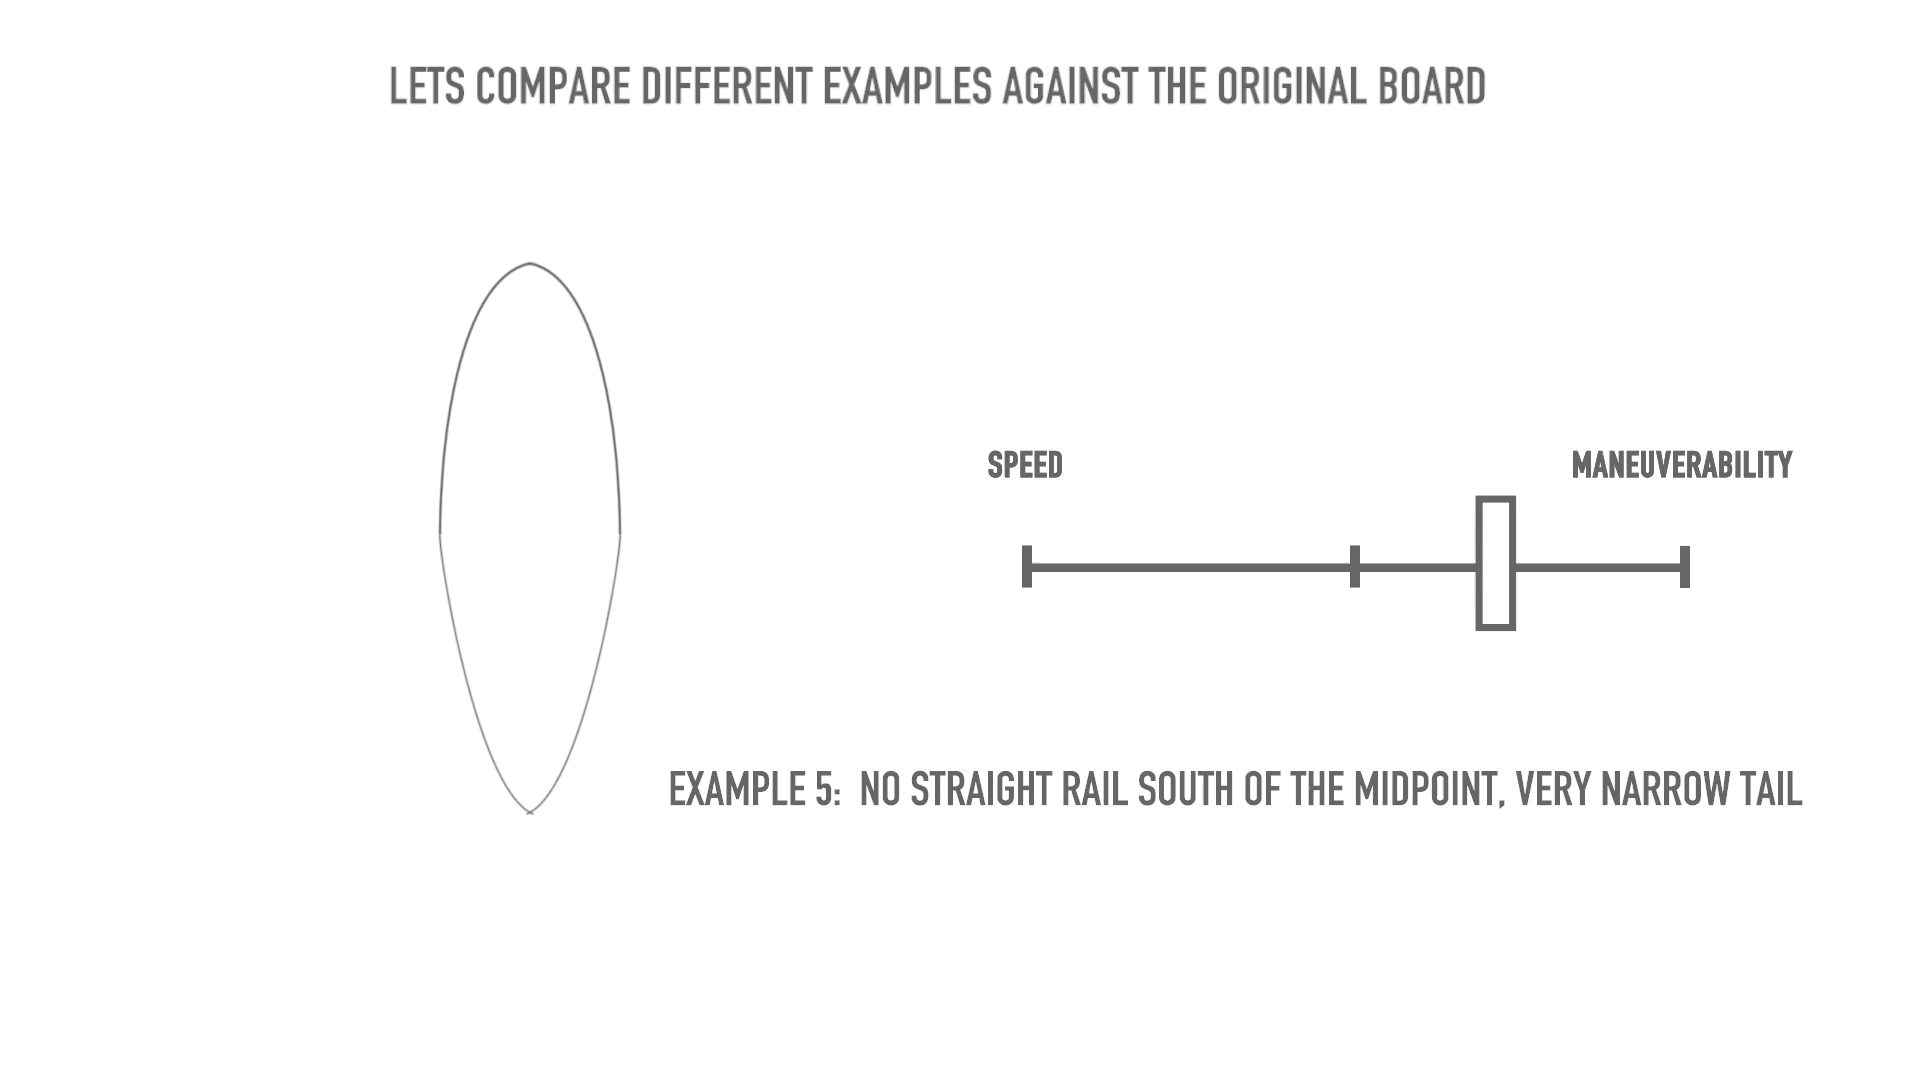 LETS COMPARE DIFFERENT EXAMPLES AGAINST THE ORIGINAL BOARD
SPEED
MANEUVERABILITY
EXAMPLE 5: NO STRAIGHT RAIL SOUTH OF THE MIDPOINT, VERY NARROW TAIL